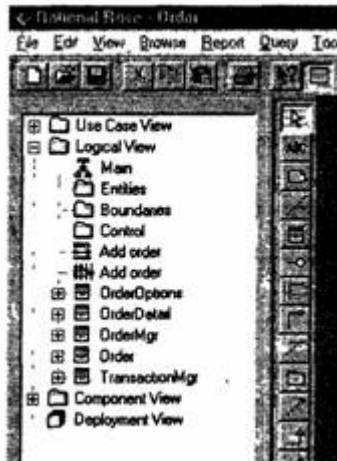 Rational Rose - Order
File Edit View Browse Report Query Too
Use Case View
Logical View
Main
Entities
Boundaries
Control
Add order
Add order
OrderOptions
OrderDetail
OrderMgr
Order
TransactionMgr
Component View
Deployment View
ABC